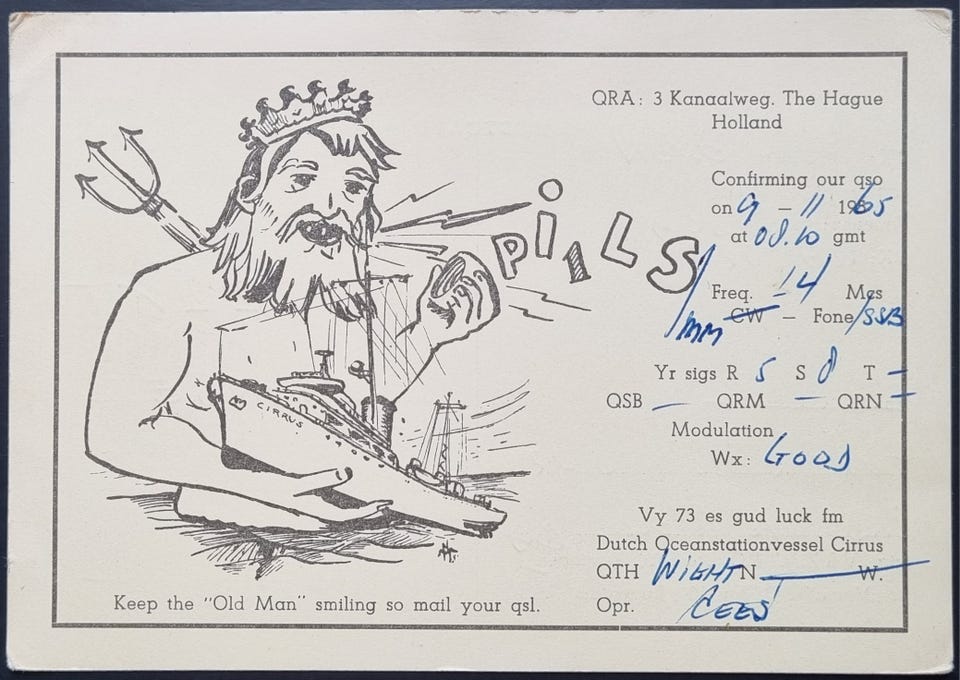 QRA: 3 Kanaalweg. The Hague
Holland
Pi1LS
/MM
Confirming our qso
on 9 – 11 1965
at 08.10 gmt
Freq. 14 Mcs
CW – Fone/SSB
Yr sigs R 5 S 8 T –
QSB – QRM – QRN –
Modulation
Wx: GOOD
CIRRUS
Vy 73 es gud luck fm
Dutch Oceanstationvessel Cirrus
QTH WIGHT N W.
Opr. CEES
Keep the "Old Man" smiling so mail your qsl.